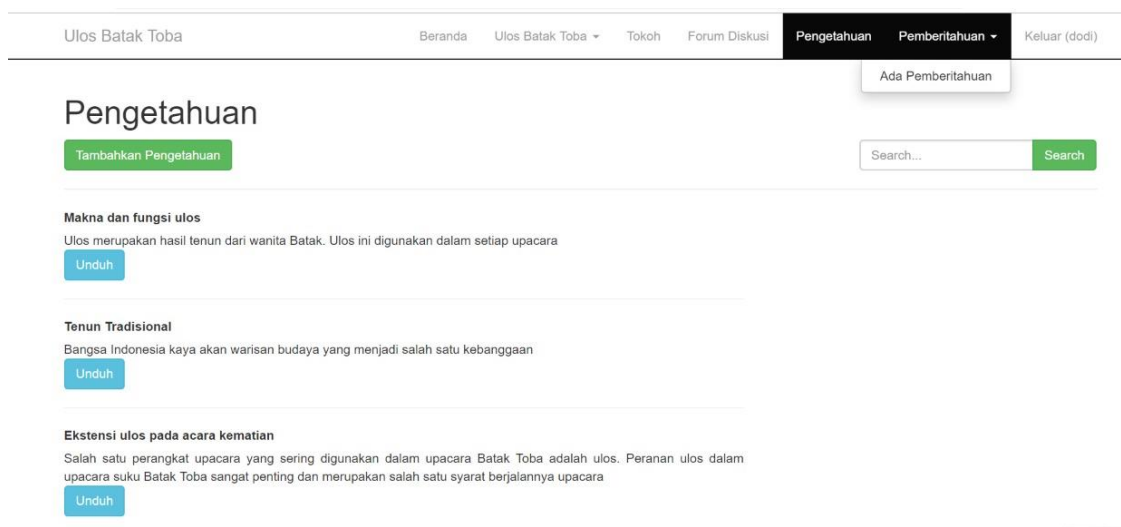 Ulos Batak Toba Beranda Ulos Batak Toba Tokoh Forum Diskusi Pengetahuan Pemberitahuan Keluar (dodi)
Ada Pemberitahuan
Pengetahuan
Tambahkan Pengetahuan Search... Search
Makna dan fungsi ulos
Ulos merupakan hasil tenun dari wanita Batak. Ulos ini digunakan dalam setiap upacara
Unduh
Tenun Tradisional
Bangsa Indonesia kaya akan warisan budaya yang menjadi salah satu kebanggaan
Unduh
Ekstensi ulos pada acara kematian
Salah satu perangkat upacara yang sering digunakan dalam upacara Batak Toba adalah ulos. Peranan ulos dalam
upacara suku Batak Toba sangat penting dan merupakan salah satu syarat berjalannya upacara
Unduh